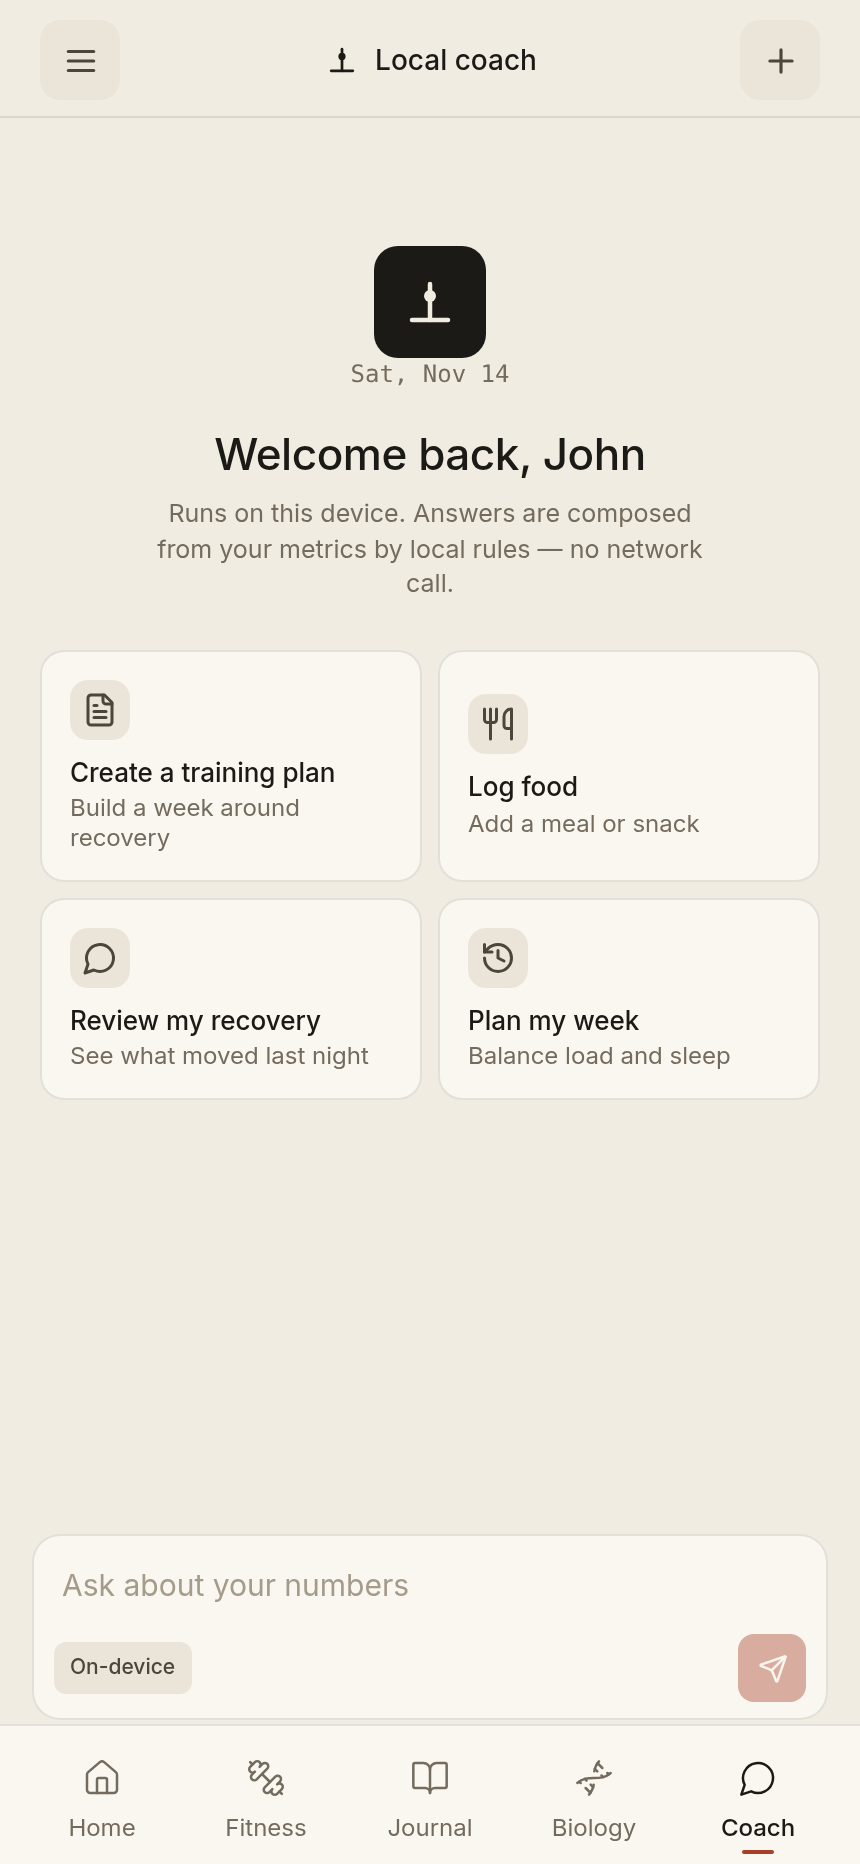 Local coach
Sat, Nov 14
Welcome back, John
Runs on this device. Answers are composed
from your metrics by local rules — no network
call.
Create a training plan
Build a week around
recovery
Log food
Add a meal or snack
Review my recovery
See what moved last night
Plan my week
Balance load and sleep
Ask about your numbers
On-device
Home
Fitness
Journal
Biology
Coach